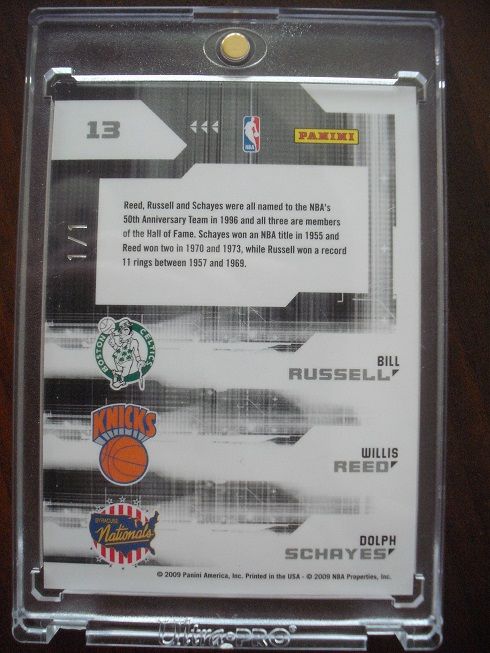 13
NBA
PANINI
Reed, Russell and Schayes were all named to the NBA's
50th Anniversary Team in 1996 and all three are members
of the Hall of Fame. Schayes won an NBA title in 1955 and
Reed won two in 1970 and 1973, while Russell won a record
11 rings between 1957 and 1969.
1/1
BOSTON CELTICS
BILL
RUSSELL
KNICKS
WILLIS
REED
SYRACUSE
Nationals
DOLPH
SCHAYES
© 2009 Panini America, Inc. Printed in the USA - © 2009 NBA Properties, Inc.
Ultra·PRO